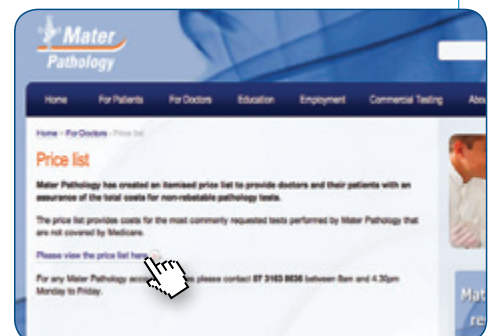 Mater
Pathology
Home For Patients For Doctors Education Employment Commercial Testing
Home - For Doctors - Price list
Price list
Mater Pathology has created an itemised price list to provide doctors and their patients with an
assurance of the total costs for non-rebatable pathology tests.
The price list provides costs for the most commonly requested tests performed by Mater Pathology that
are not covered by Medicare.
Please view the price list here
For any Mater Pathology please contact 07 3163 8636 between 8am and 4.30pm
Monday to Friday.